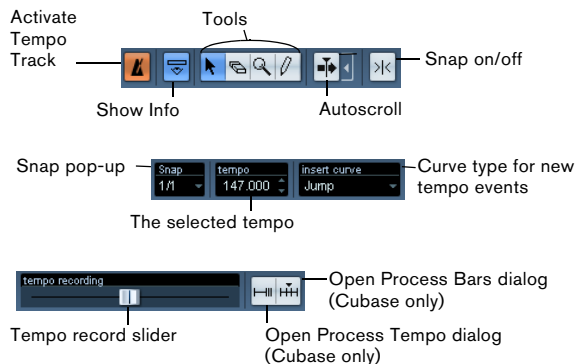 Activate
Tempo
Track
Tools
Snap on/off
Show Info
Autoscroll
Snap pop-up
Snap
1/1
tempo
147.000
insert curve
Jump
Curve type for new
tempo events
The selected tempo
tempo recording
Open Process Bars dialog
(Cubase only)
Tempo record slider
Open Process Tempo dialog
(Cubase only)